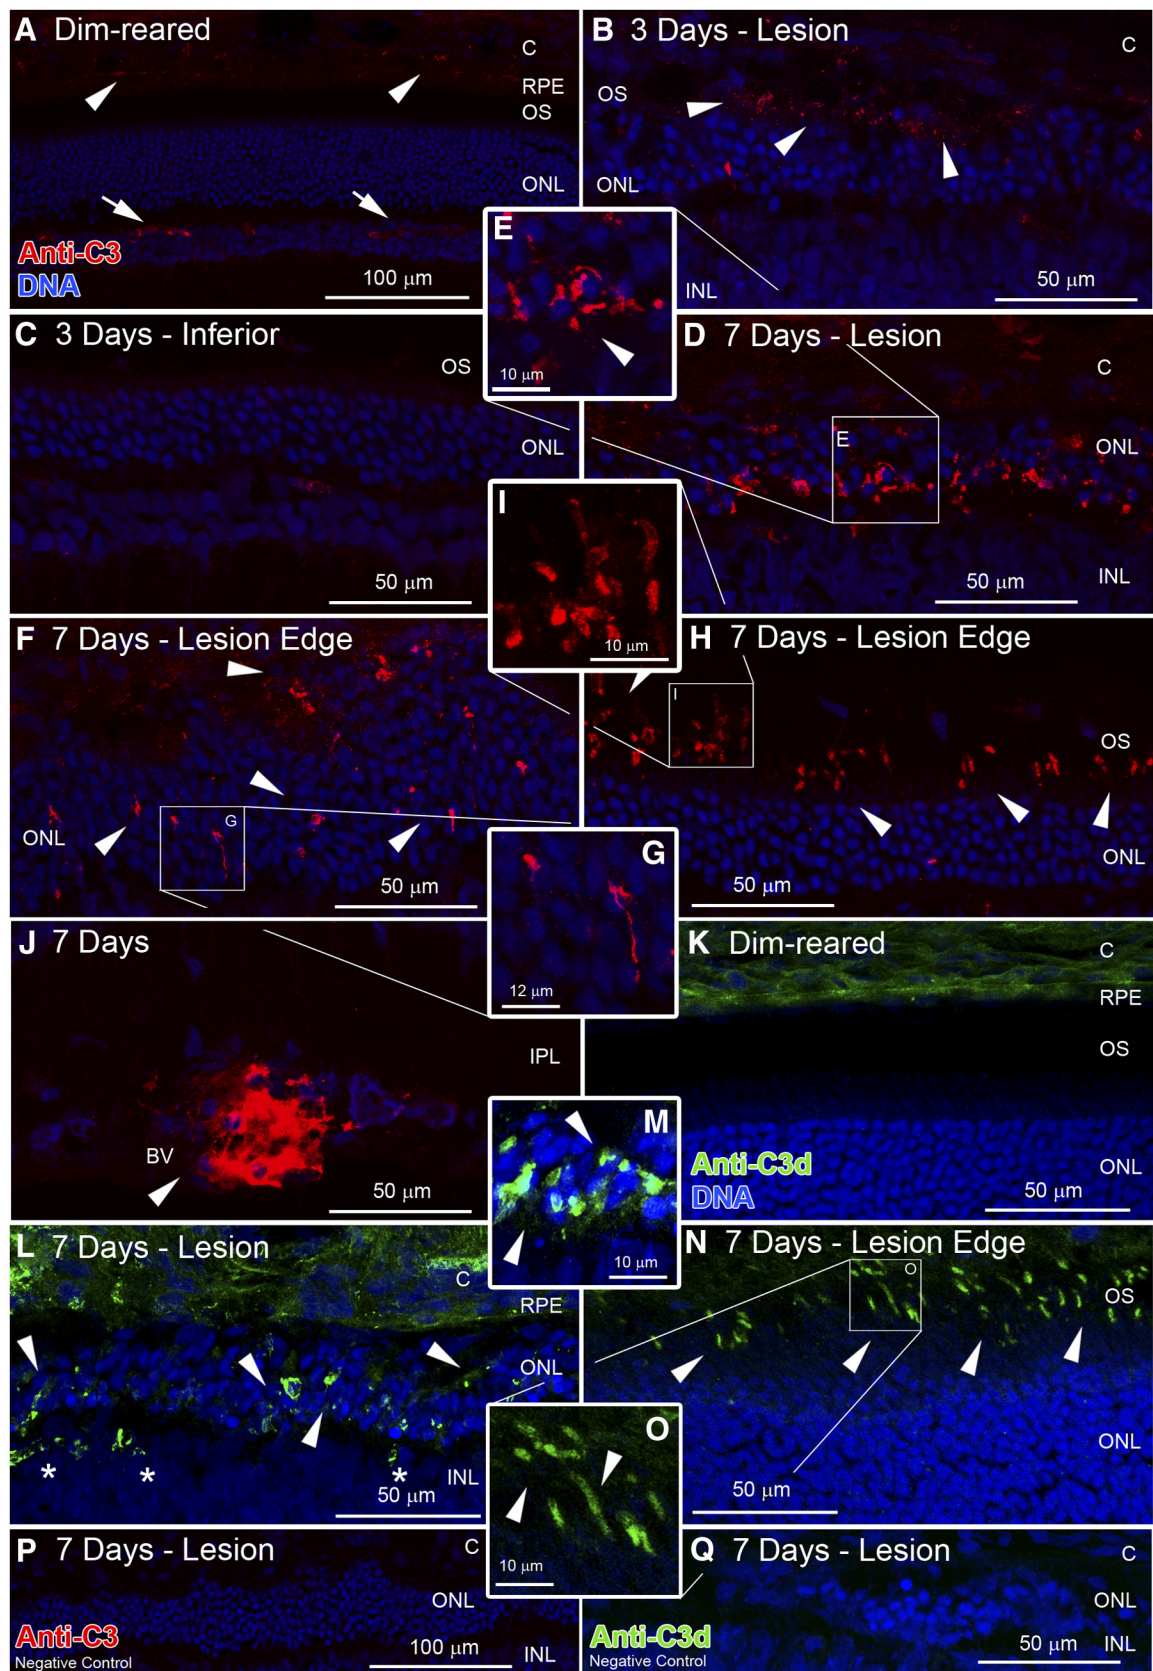 A Dim-reared
C
RPE
OS
ONL
Anti-C3
DNA
100 µm
B 3 Days - Lesion
C
OS
ONL
INL
50 µm
C 3 Days - Inferior
OS
ONL
50 µm
E
10 µm
D 7 Days - Lesion
C
E
ONL
INL
50 µm
F 7 Days - Lesion Edge
ONL
G
50 µm
I
10 µm
H 7 Days - Lesion Edge
I
OS
ONL
50 µm
G
12 µm
J 7 Days
IPL
BV
50 µm
K Dim-reared
C
RPE
OS
ONL
Anti-C3d
DNA
50 µm
L 7 Days - Lesion
C
RPE
ONL
* * *
INL
50 µm
M
10 µm
N 7 Days - Lesion Edge
O
OS
ONL
50 µm
O
10 µm
P 7 Days - Lesion
C
ONL
INL
Anti-C3
Negative Control
100 µm
Q 7 Days - Lesion
C
ONL
INL
Anti-C3d
Negative Control
50 µm